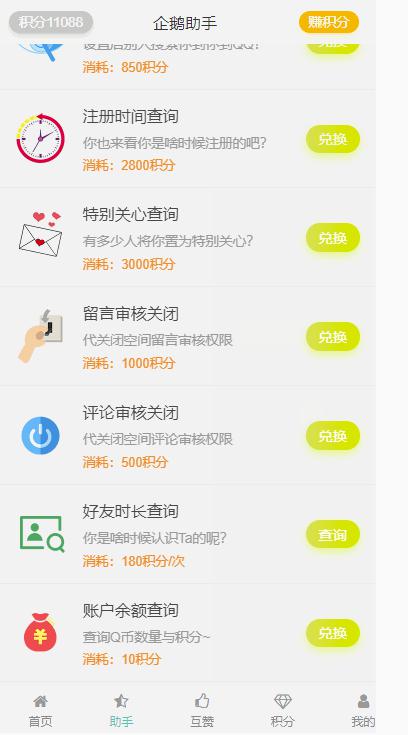 积分11088
企鹅助手
赚积分
设置后别人搜索你到你到QQ!
兑换
消耗：850积分
注册时间查询
你也来看你是啥时候注册的吧?
兑换
消耗：2800积分
特别关心查询
有多少人将你置为特别关心?
兑换
消耗：3000积分
留言审核关闭
代关闭空间留言审核权限
兑换
消耗：1000积分
评论审核关闭
代关闭空间评论审核权限
兑换
消耗：500积分
好友时长查询
你是啥时候认识Ta的呢?
查询
消耗：180积分/次
账户余额查询
查询Q币数量与积分~
兑换
消耗：10积分
首页
助手
互赞
积分
我的